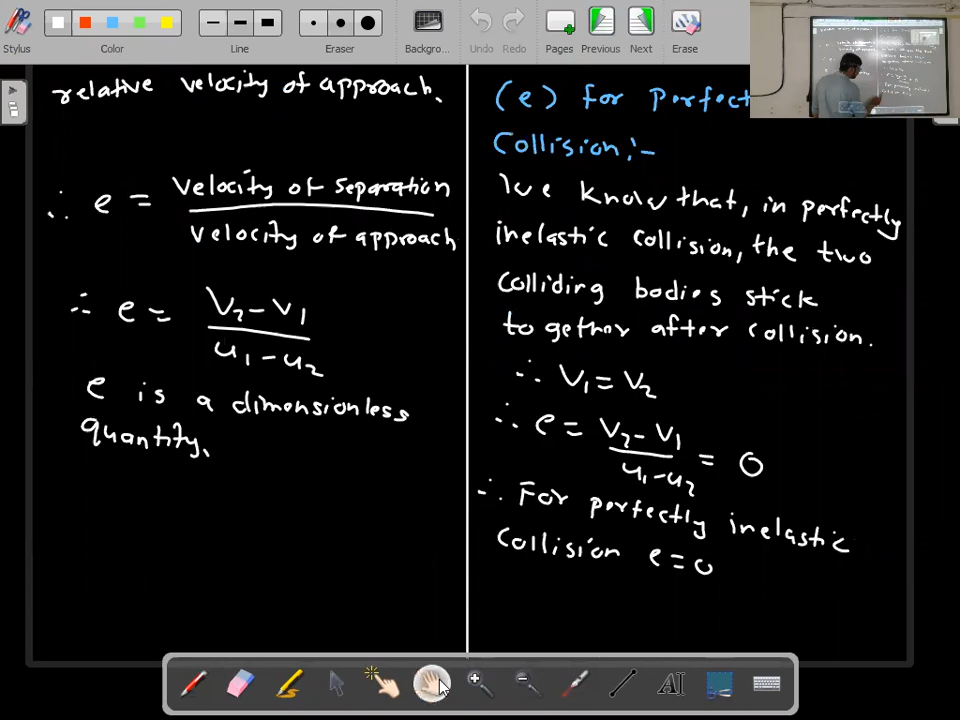 Stylus
Color
Line
Eraser
Backgro...
Undo
Redo
Pages
Previous
Next
Erase
relative velocity of approach.
∴ e = Velocity of separation
velocity of approach
∴ e = V2 - V1
u1 - u2
e is a dimensionless
quantity.
(e) for perfect
Collision:-
We know that, in perfectly
inelastic collision, the two
colliding bodies stick
together after collision.
∴ V1 = V2
∴ e = V2 - V1 = 0
u1 - u2
∴ For perfectly inelastic
collision e = 0
AI